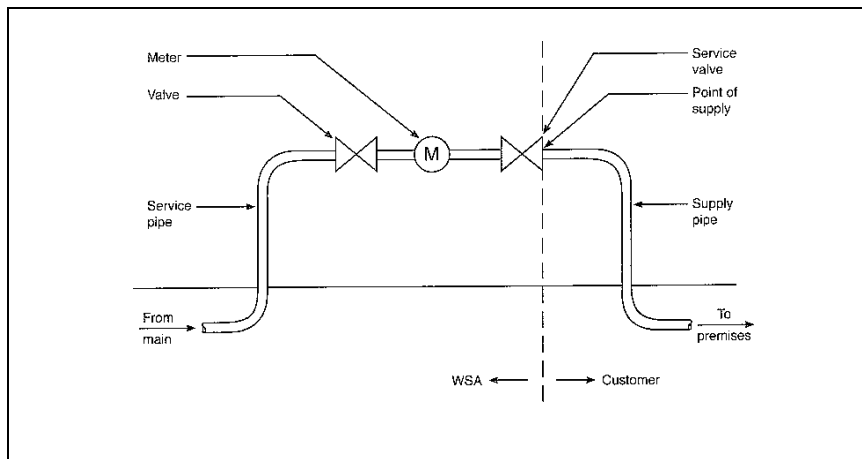 Meter
Valve
Service
valve
Point of
supply
M
Service
pipe
Supply
pipe
From
main
To
premises
WSA
Customer